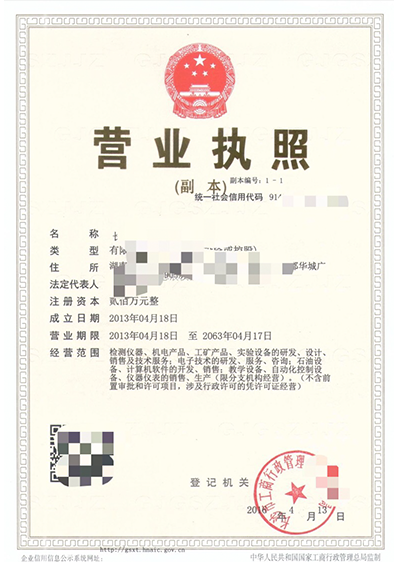 营业执照
(副 本) 副本编号：1-1
统一社会信用代码 91
名 称
类 型 有限
住 所 华城广
法定代表人
注册资本 贰佰万元整
成立日期 2013年04月18日
营业期限 2013年04月18日 至 2063年04月17日
经营范围 检测仪器、机电产品、工矿产品、实验设备的研发、设计、
销售及技术服务；电子技术的研发、服务、咨询；石油设
备、计算机软件的开发、销售；教学设备、自动化控制设
备、仪器仪表的销售、生产（限分支机构经营）。（不含前
置审批和许可项目，涉及行政许可的凭许可证经营）
登记机关
工商行政管理
年 4 月 13 日
企业信用信息公示系统网址： http://gsxt.hnaic.gov.cn
中华人民共和国国家工商行政管理总局监制